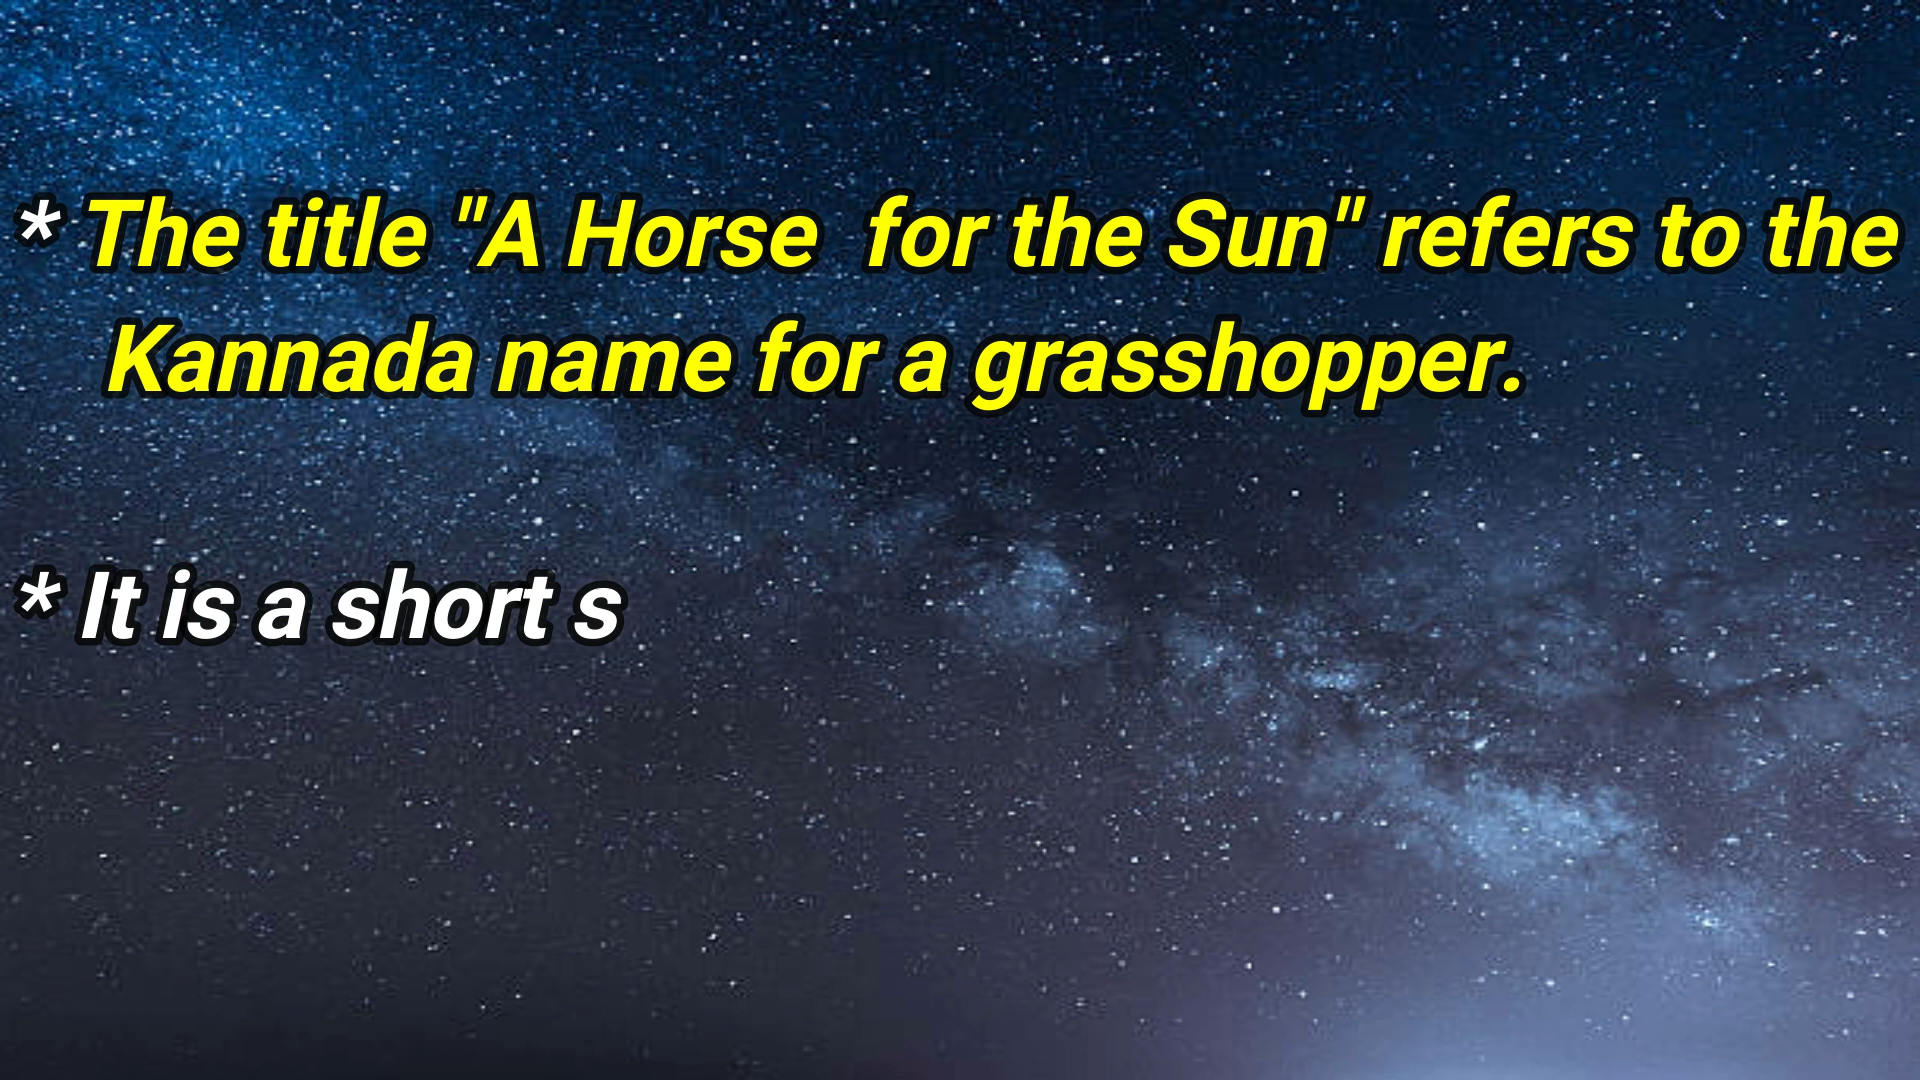 * The title "A Horse  for the Sun" refers to the
Kannada name for a grasshopper.
* It is a short s